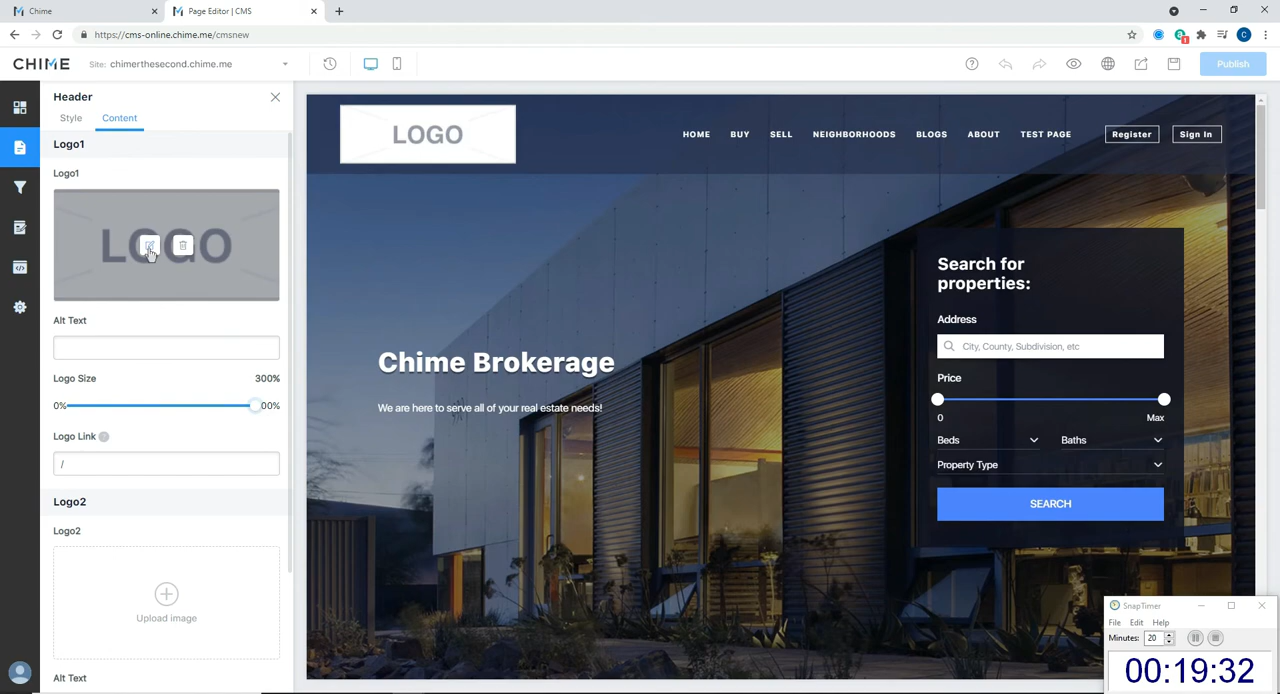 Chime
Page Editor | CMS
https://cms-online.chime.me/cmsnew
1
C
CHIME
Site: chimerthesecond.chime.me
Publish
Header
Style
Content
Logo1
Logo1
LOGO
Alt Text
Logo Size
300%
0%
00%
Logo Link
/
Logo2
Logo2
Upload image
Alt Text
LOGO
HOME
BUY
SELL
NEIGHBORHOODS
BLOGS
ABOUT
TEST PAGE
Register
Sign In
Chime Brokerage
We are here to serve all of your real estate needs!
Search for
properties:
Address
City, County, Subdivision, etc
Price
0
Max
Beds
Baths
Property Type
SEARCH
SnapTimer
File
Edit
Help
Minutes:
20
00:19:32